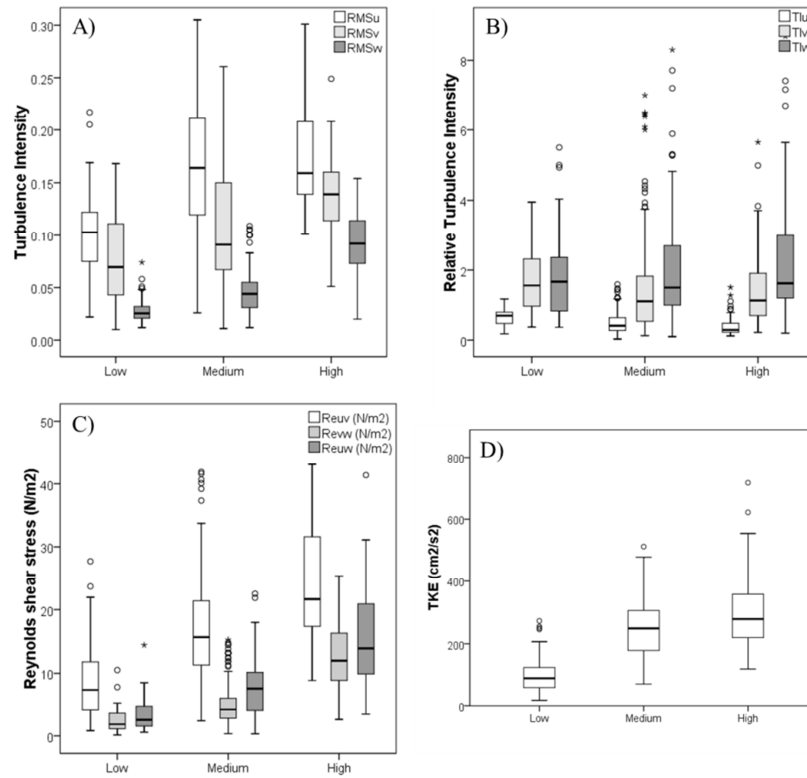 A)
RMSu
RMSv
RMSw
Turbulence Intensity
0.30
0.25
0.20
0.15
0.10
0.05
0.00
Low
Medium
High
B)
TIu
TIv
TIw
Relative Turbulence Intensity
8
6
4
2
0
Low
Medium
High
C)
Reuv (N/m2)
Revw (N/m2)
Reuw (N/m2)
Reynolds shear stress (N/m2)
50
40
30
20
10
0
Low
Medium
High
D)
TKE (cm2/s2)
800
600
400
200
0
Low
Medium
High